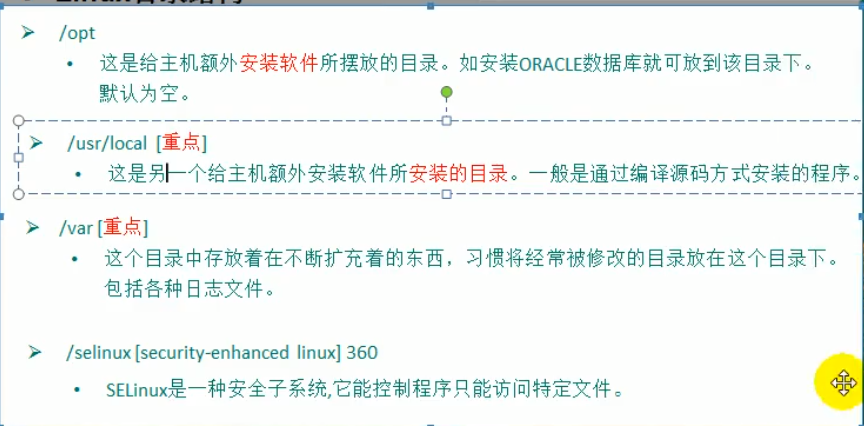 /opt
这是给主机额外安装软件所摆放的目录。如安装ORACLE数据库就可放到该目录下。
默认为空。
/usr/local [重点]
这是另一个给主机额外安装软件所安装的目录。一般是通过编译源码方式安装的程序。
/var [重点]
这个目录中存放着在不断扩充着的东西，习惯将经常被修改的目录放在这个目录下。
包括各种日志文件。
/selinux [security-enhanced linux] 360
SELinux是一种安全子系统,它能控制程序只能访问特定文件。